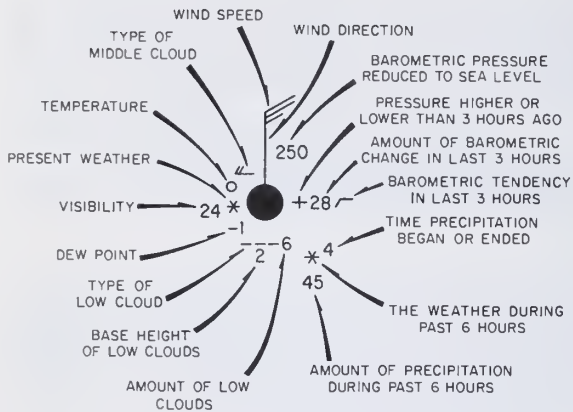 WIND SPEED
WIND DIRECTION
TYPE OF
MIDDLE CLOUD
BAROMETRIC PRESSURE
REDUCED TO SEA LEVEL
TEMPERATURE
PRESSURE HIGHER OR
LOWER THAN 3 HOURS AGO
250
AMOUNT OF BAROMETRIC
CHANGE IN LAST 3 HOURS
PRESENT WEATHER
0
BAROMETRIC TENDENCY
IN LAST 3 HOURS
VISIBILITY
24 *
+28
-1
TIME PRECIPITATION
BEGAN OR ENDED
DEW POINT
---6
* 4
2
45
TYPE OF
LOW CLOUD
THE WEATHER DURING
PAST 6 HOURS
BASE HEIGHT
OF LOW CLOUDS
AMOUNT OF PRECIPITATION
DURING PAST 6 HOURS
AMOUNT OF LOW
CLOUDS